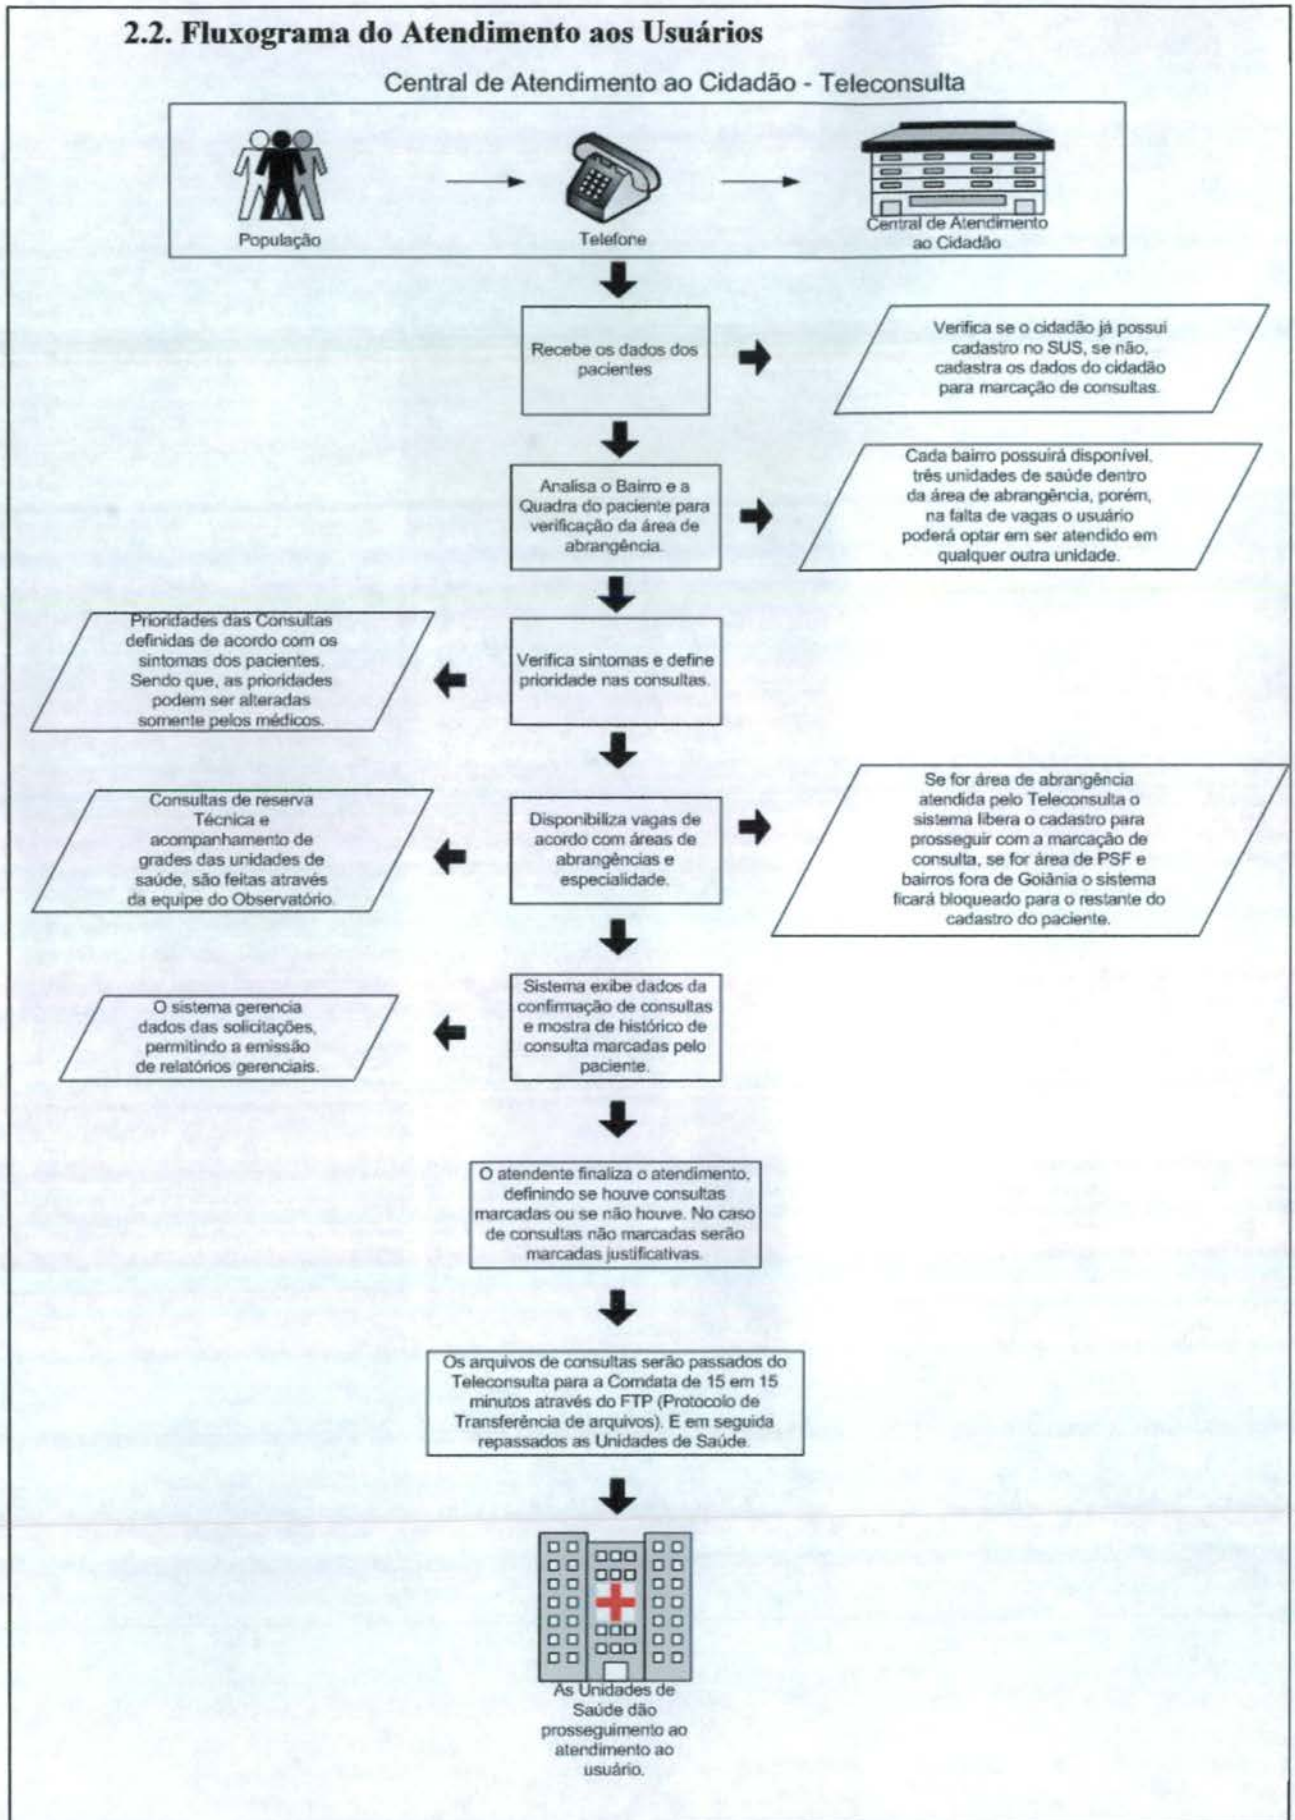 2.2. Fluxograma do Atendimento aos Usuários
Central de Atendimento ao Cidadão - Teleconsulta
População
Telefone
Central de Atendimento
ao Cidadão
Recebe os dados dos
pacientes
Verifica se o cidadão já possui
cadastro no SUS, se não,
cadastra os dados do cidadão
para marcação de consultas.
Analisa o Bairro e a
Quadra do paciente para
verificação da área de
abrangência.
Cada bairro possuirá disponível,
três unidades de saúde dentro
da área de abrangência, porém,
na falta de vagas o usuário
poderá optar em ser atendido em
qualquer outra unidade.
Prioridades das Consultas
definidas de acordo com os
sintomas dos pacientes.
Sendo que, as prioridades
podem ser alteradas
somente pelos médicos.
Verifica sintomas e define
prioridade nas consultas.
Consultas de reserva
Técnica e
acompanhamento de
grades das unidades de
saúde, são feitas através
da equipe do Observatório.
Disponibiliza vagas de
acordo com áreas de
abrangências e
especialidade.
Se for área de abrangência
atendida pelo Teleconsulta o
sistema libera o cadastro para
prosseguir com a marcação de
consulta, se for área de PSF e
bairros fora de Goiânia o sistema
ficará bloqueado para o restante do
cadastro do paciente.
O sistema gerencia
dados das solicitações,
permitindo a emissão
de relatórios gerenciais.
Sistema exibe dados da
confirmação de consultas
e mostra de histórico de
consulta marcadas pelo
paciente.
O atendente finaliza o atendimento,
definindo se houve consultas
marcadas ou se não houve. No caso
de consultas não marcadas serão
marcadas justificativas.
Os arquivos de consultas serão passados do
Teleconsulta para a Comdata de 15 em 15
minutos através do FTP (Protocolo de
Transferência de arquivos). E em seguida
repassados as Unidades de Saúde.
As Unidades de
Saúde dão
prosseguimento ao
atendimento ao
usuário.